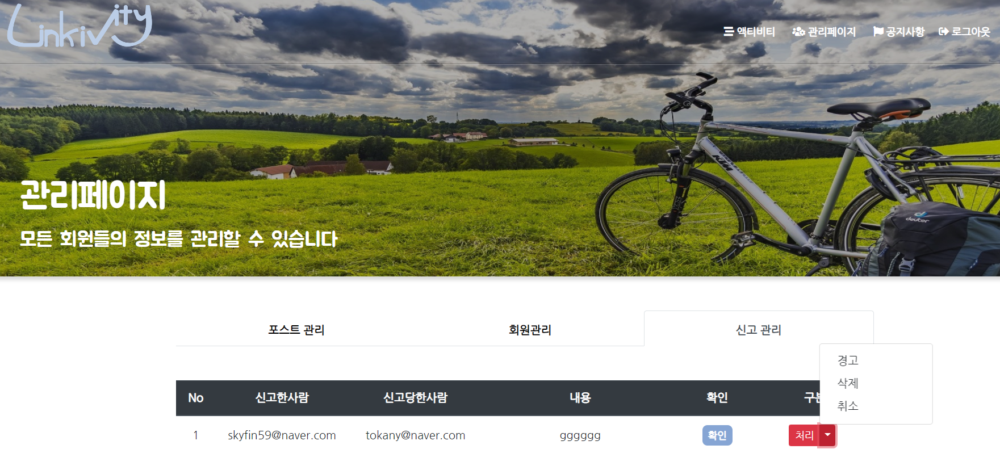 Linkivity
액티비티 관리페이지 공지사항 로그아웃
KTM
deuter
관리페이지
모든 회원들의 정보를 관리할 수 있습니다
포스트 관리 회원관리 신고 관리
경고
삭제
취소
No 신고한사람 신고당한사람 내용 확인
1 skyfin59@naver.com tokany@naver.com gggggg 확인 처리